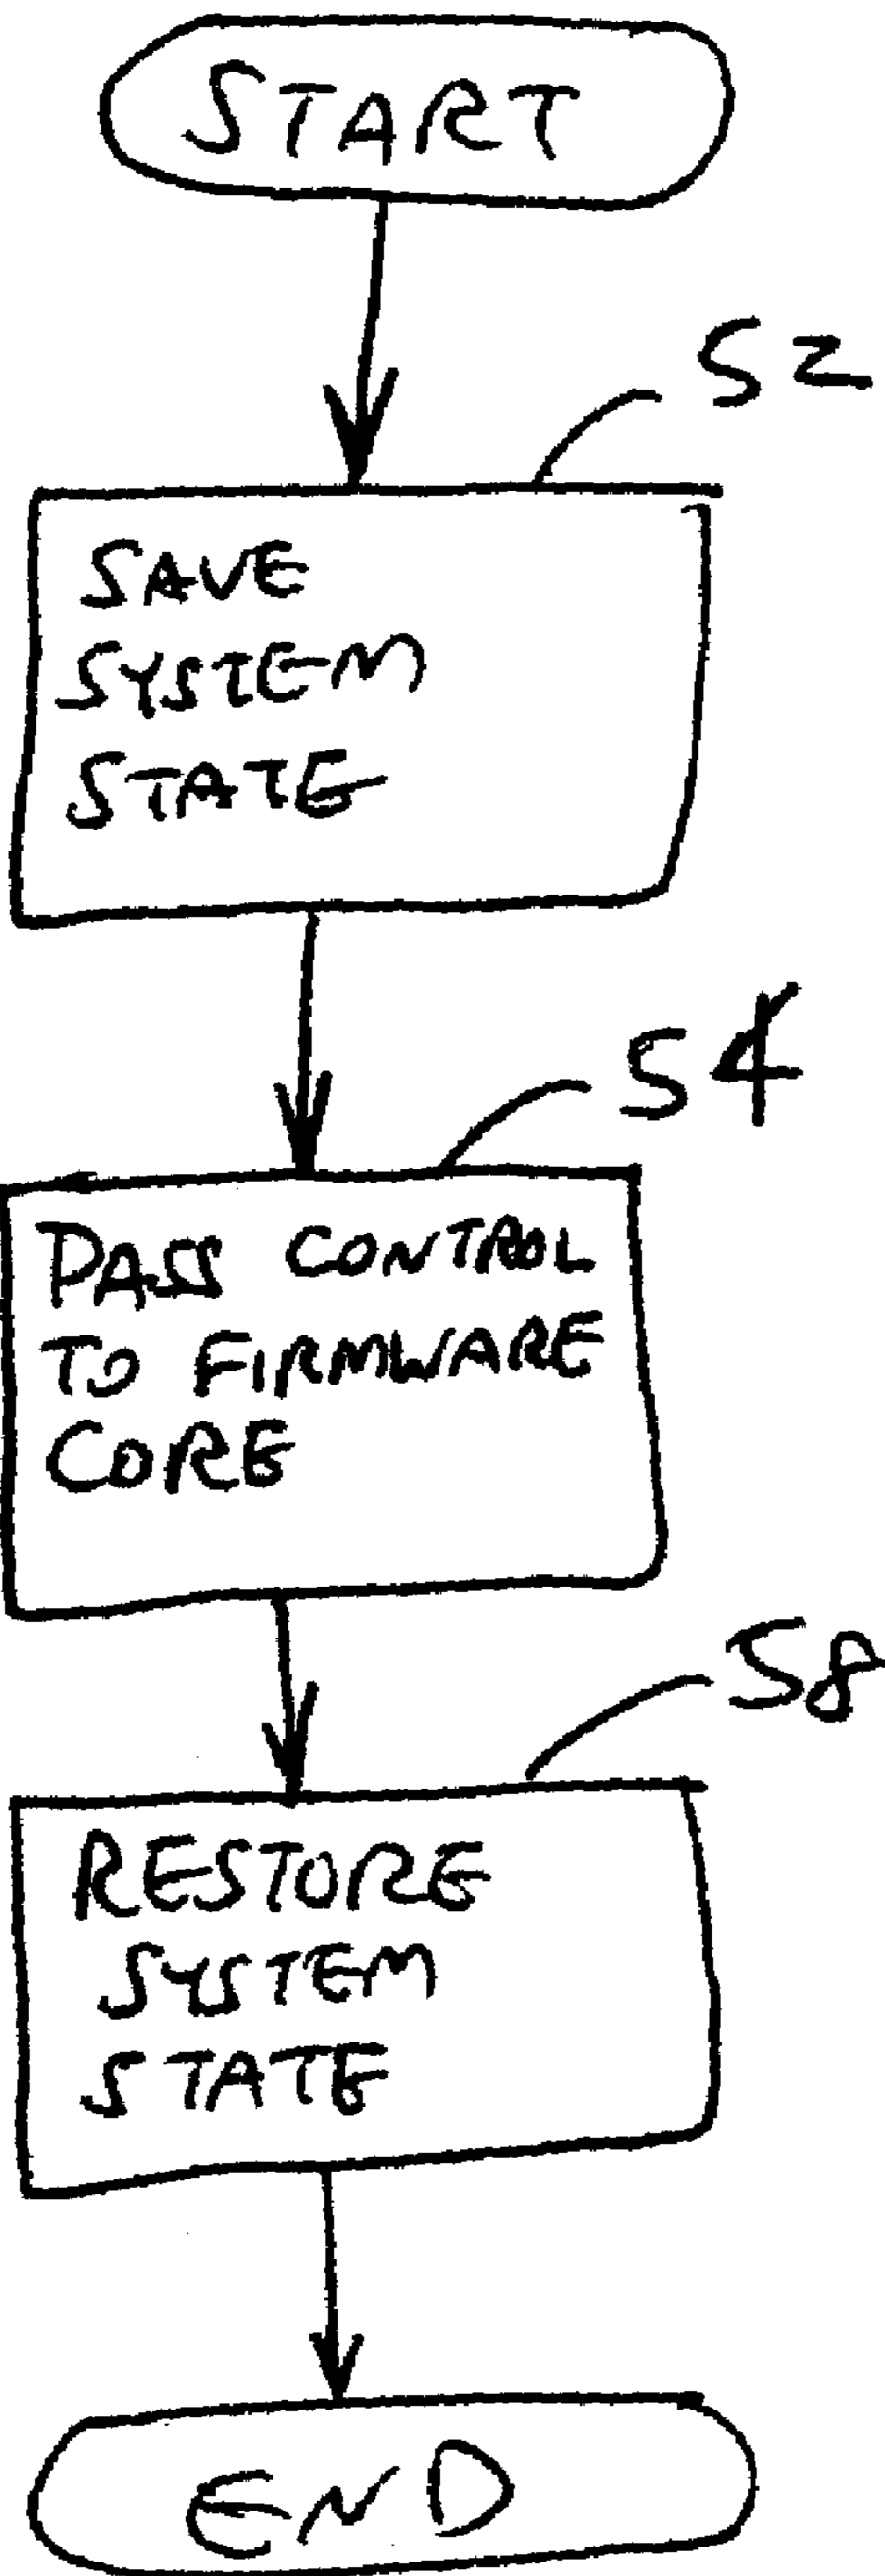 START
52
SAVE
SYSTEM
STATE
54
PASS CONTROL
TO FIRMWARE
CORE
58
RESTORE
SYSTEM
STATE
END